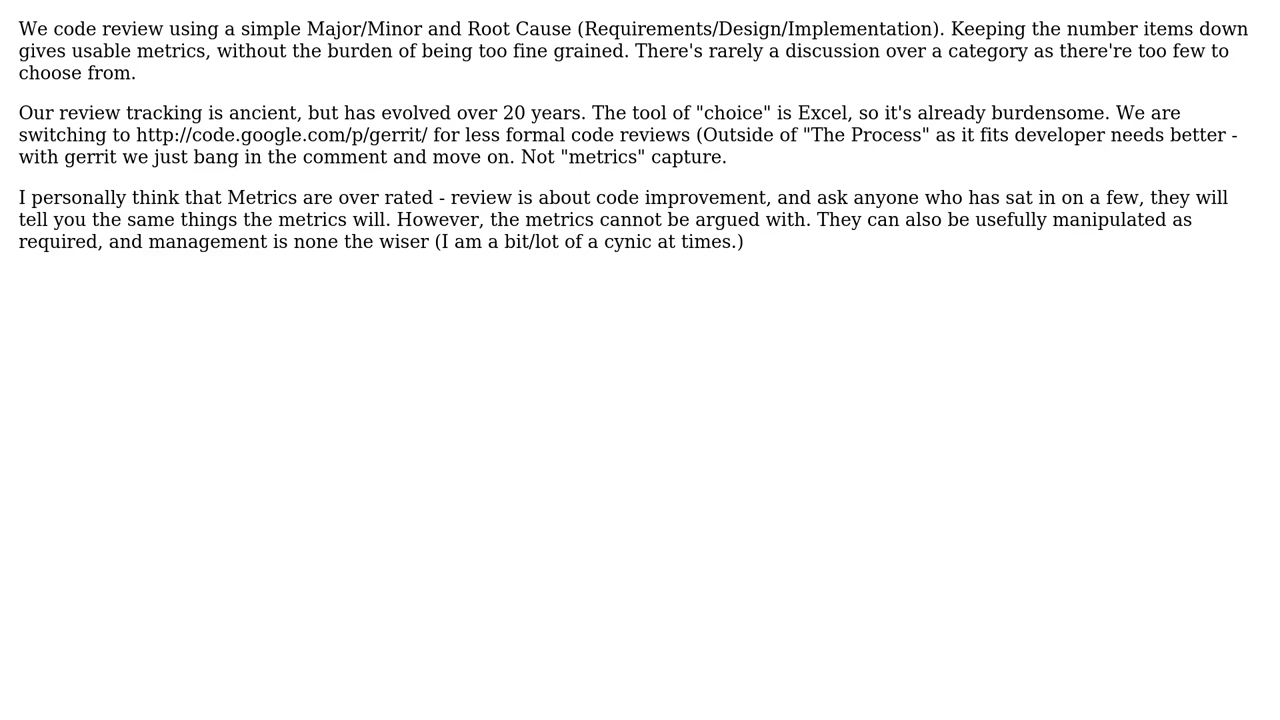 We code review using a simple Major/Minor and Root Cause (Requirements/Design/Implementation). Keeping the number items down
gives usable metrics, without the burden of being too fine grained. There's rarely a discussion over a category as there're too few to
choose from.
Our review tracking is ancient, but has evolved over 20 years. The tool of "choice" is Excel, so it's already burdensome. We are
switching to http://code.google.com/p/gerrit/ for less formal code reviews (Outside of "The Process" as it fits developer needs better -
with gerrit we just bang in the comment and move on. Not "metrics" capture.
I personally think that Metrics are over rated - review is about code improvement, and ask anyone who has sat in on a few, they will
tell you the same things the metrics will. However, the metrics cannot be argued with. They can also be usefully manipulated as
required, and management is none the wiser (I am a bit/lot of a cynic at times.)